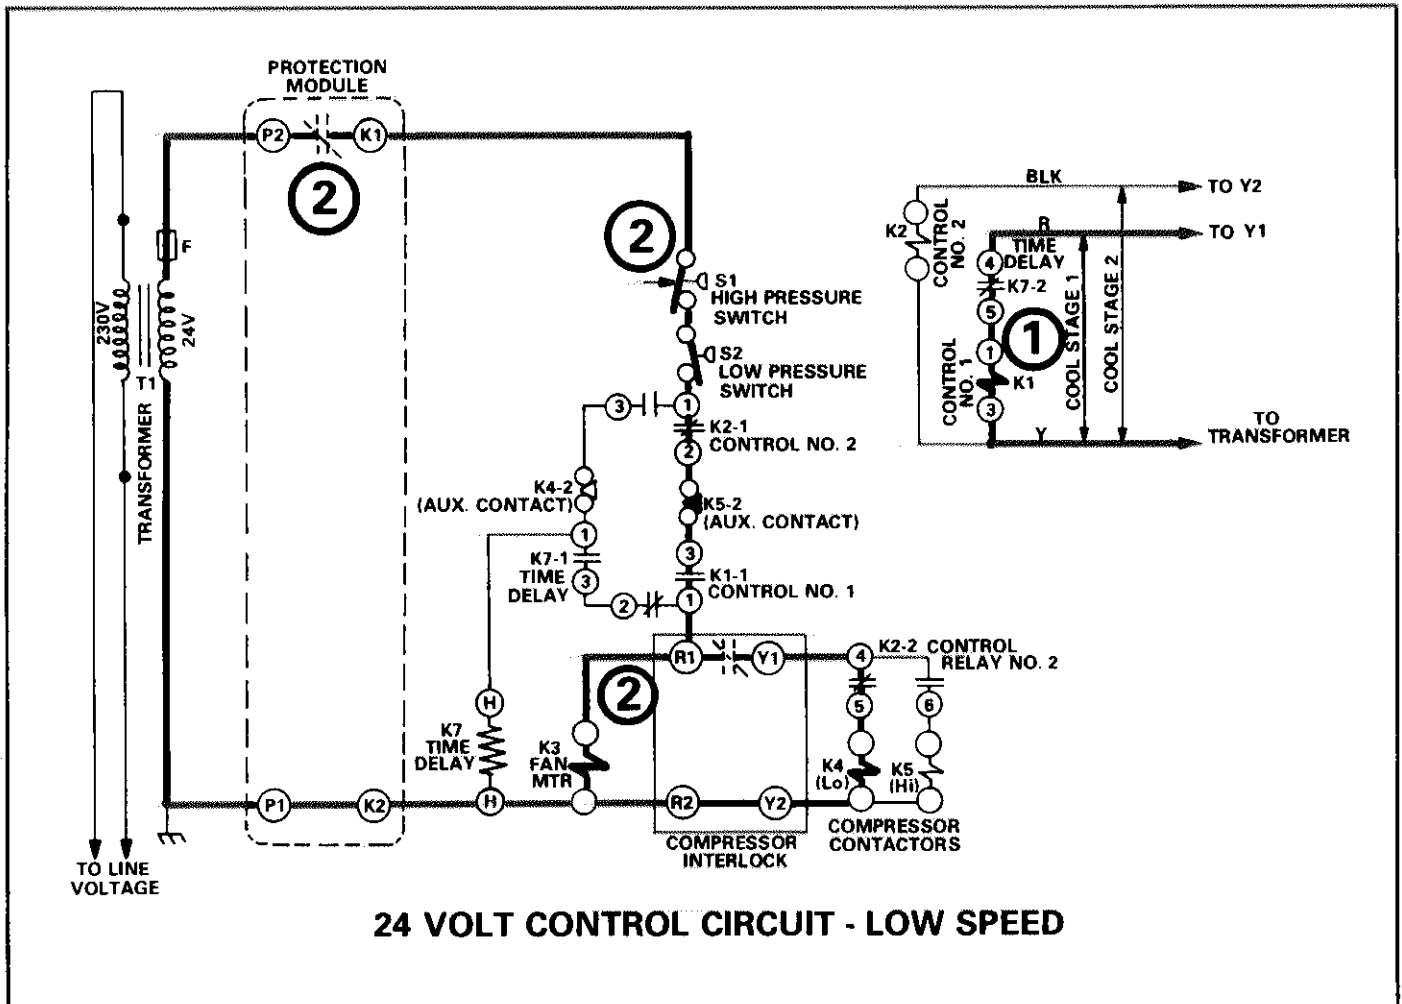 PROTECTION
MODULE
P2
K1
2
F
230V
24V
T1
TRANSFORMER
TO LINE
VOLTAGE
P1
K2
2
S1
HIGH PRESSURE
SWITCH
S2
LOW PRESSURE
SWITCH
3
1
K2-1
CONTROL NO. 2
2
K4-2
(AUX. CONTACT)
K5-2
(AUX. CONTACT)
1
K7-1
TIME
DELAY
3
3
K1-1
CONTROL NO. 1
2
1
R1
Y1
4
K2-2 CONTROL
RELAY NO. 2
2
5
6
H
K7
TIME
DELAY
H
K3
FAN
MTR
K4
(Lo)
K5
(Hi)
R2
Y2
COMPRESSOR
INTERLOCK
COMPRESSOR
CONTACTORS
BLK
TO Y2
K2
CONTROL
NO. 2
R
TO Y1
TIME
DELAY
4
K7-2
5
1
1
K1
CONTROL
NO. 1
3
COOL STAGE 1
COOL STAGE 2
Y
TO
TRANSFORMER
24 VOLT CONTROL CIRCUIT - LOW SPEED